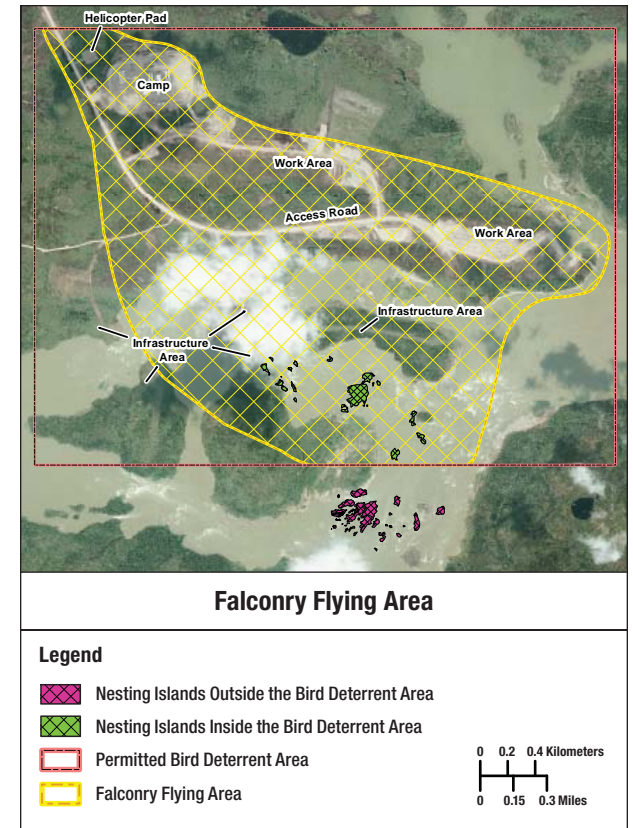 Helicopter Pad
Camp
Work Area
Access Road
Work Area
Infrastructure Area
Infrastructure
Area
Falconry Flying Area
Legend
Nesting Islands Outside the Bird Deterrent Area
Nesting Islands Inside the Bird Deterrent Area
Permitted Bird Deterrent Area
Falconry Flying Area
0 0.2 0.4 Kilometers
0 0.15 0.3 Miles